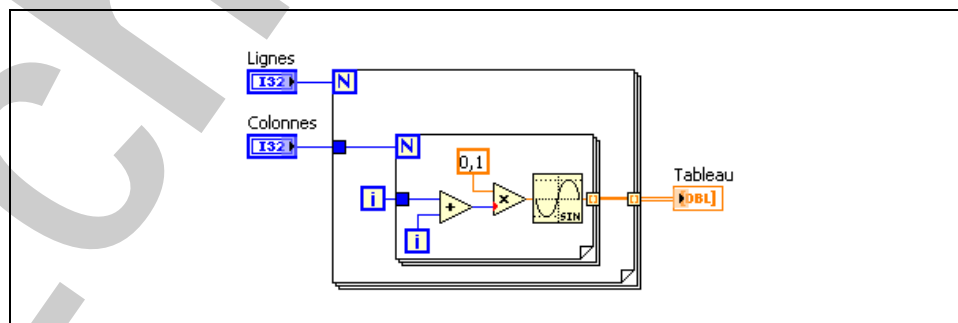 Lignes
I32
N
Colonnes
I32
N
0,1
Tableau
i
+
x
SIN
DBL]
i